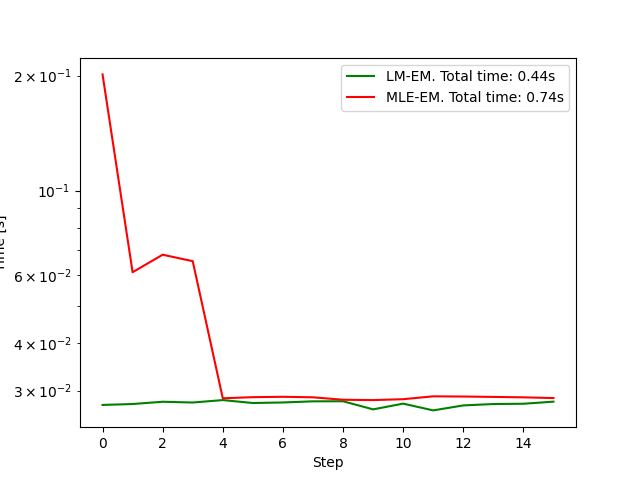 LM-EM. Total time: 0.44s
MLE-EM. Total time: 0.74s
2 × 10⁻¹
10⁻¹
6 × 10⁻²
4 × 10⁻²
3 × 10⁻²
[s]
0 2 4 6 8 10 12 14
Step